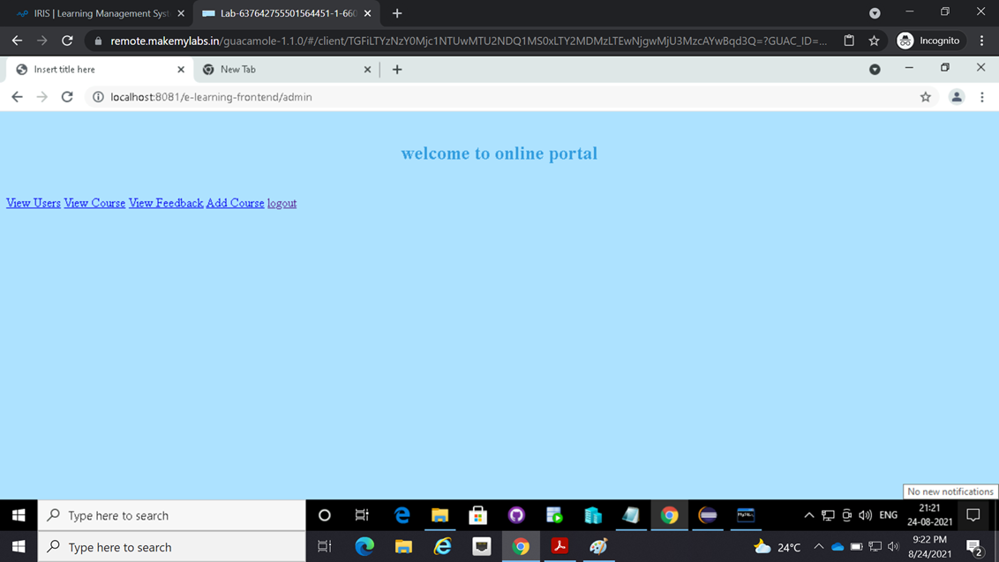 IRIS | Learning Management Syst
Lab-637642755501564451-1-660
remote.makemylabs.in/guacamole-1.1.0/#/client/TGFiLTYzNzY0Mjc1NTUwMTU2NDQ1MS0xLTY2MDMzLTEwNjgwMjU3MzcAYwBqd3Q=?GUAC_ID=...
Incognito
Insert title here
New Tab
localhost:8081/e-learning-frontend/admin
welcome to online portal
View Users View Course View Feedback Add Course logout
No new notifications
Type here to search
ENG
21:21
24-08-2021
Type here to search
24°C
9:22 PM
8/24/2021
2